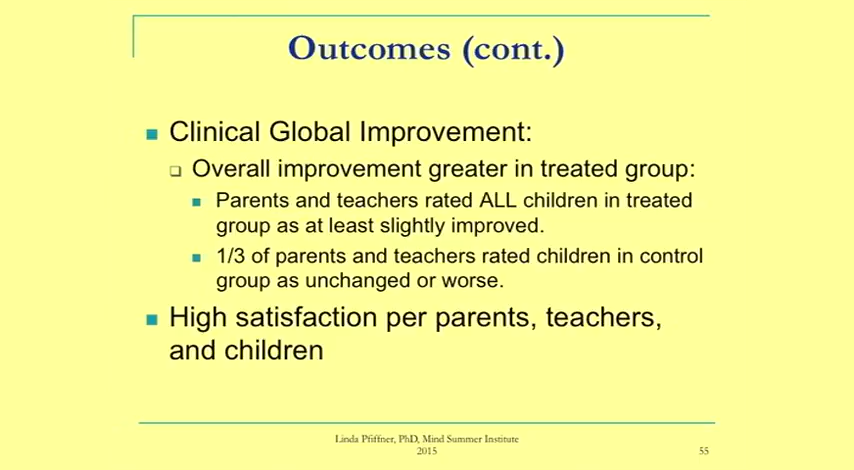 Outcomes (cont.)
Clinical Global Improvement:
Overall improvement greater in treated group:
Parents and teachers rated ALL children in treated
group as at least slightly improved.
1/3 of parents and teachers rated children in control
group as unchanged or worse.
High satisfaction per parents, teachers,
and children
Linda Pfiffner, PhD, Mind Summer Institute
2015
55